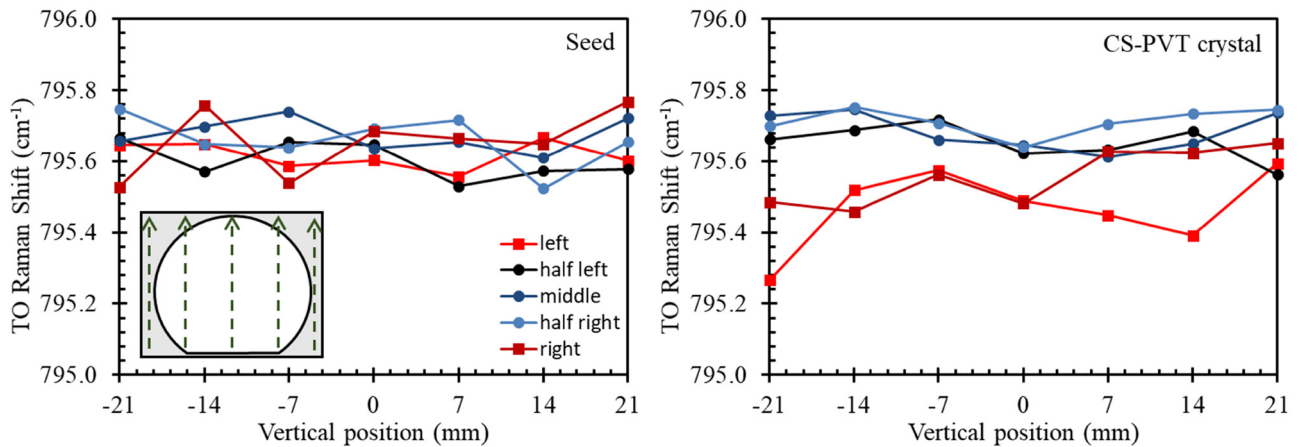 796.0
795.8
795.6
795.4
795.2
795.0
TO Raman Shift (cm⁻¹)
Seed
left
half left
middle
half right
right
-21 -14 -7 0 7 14 21
Vertical position (mm)
796.0
795.8
795.6
795.4
795.2
795.0
TO Raman Shift (cm⁻¹)
CS-PVT crystal
-21 -14 -7 0 7 14 21
Vertical position (mm)